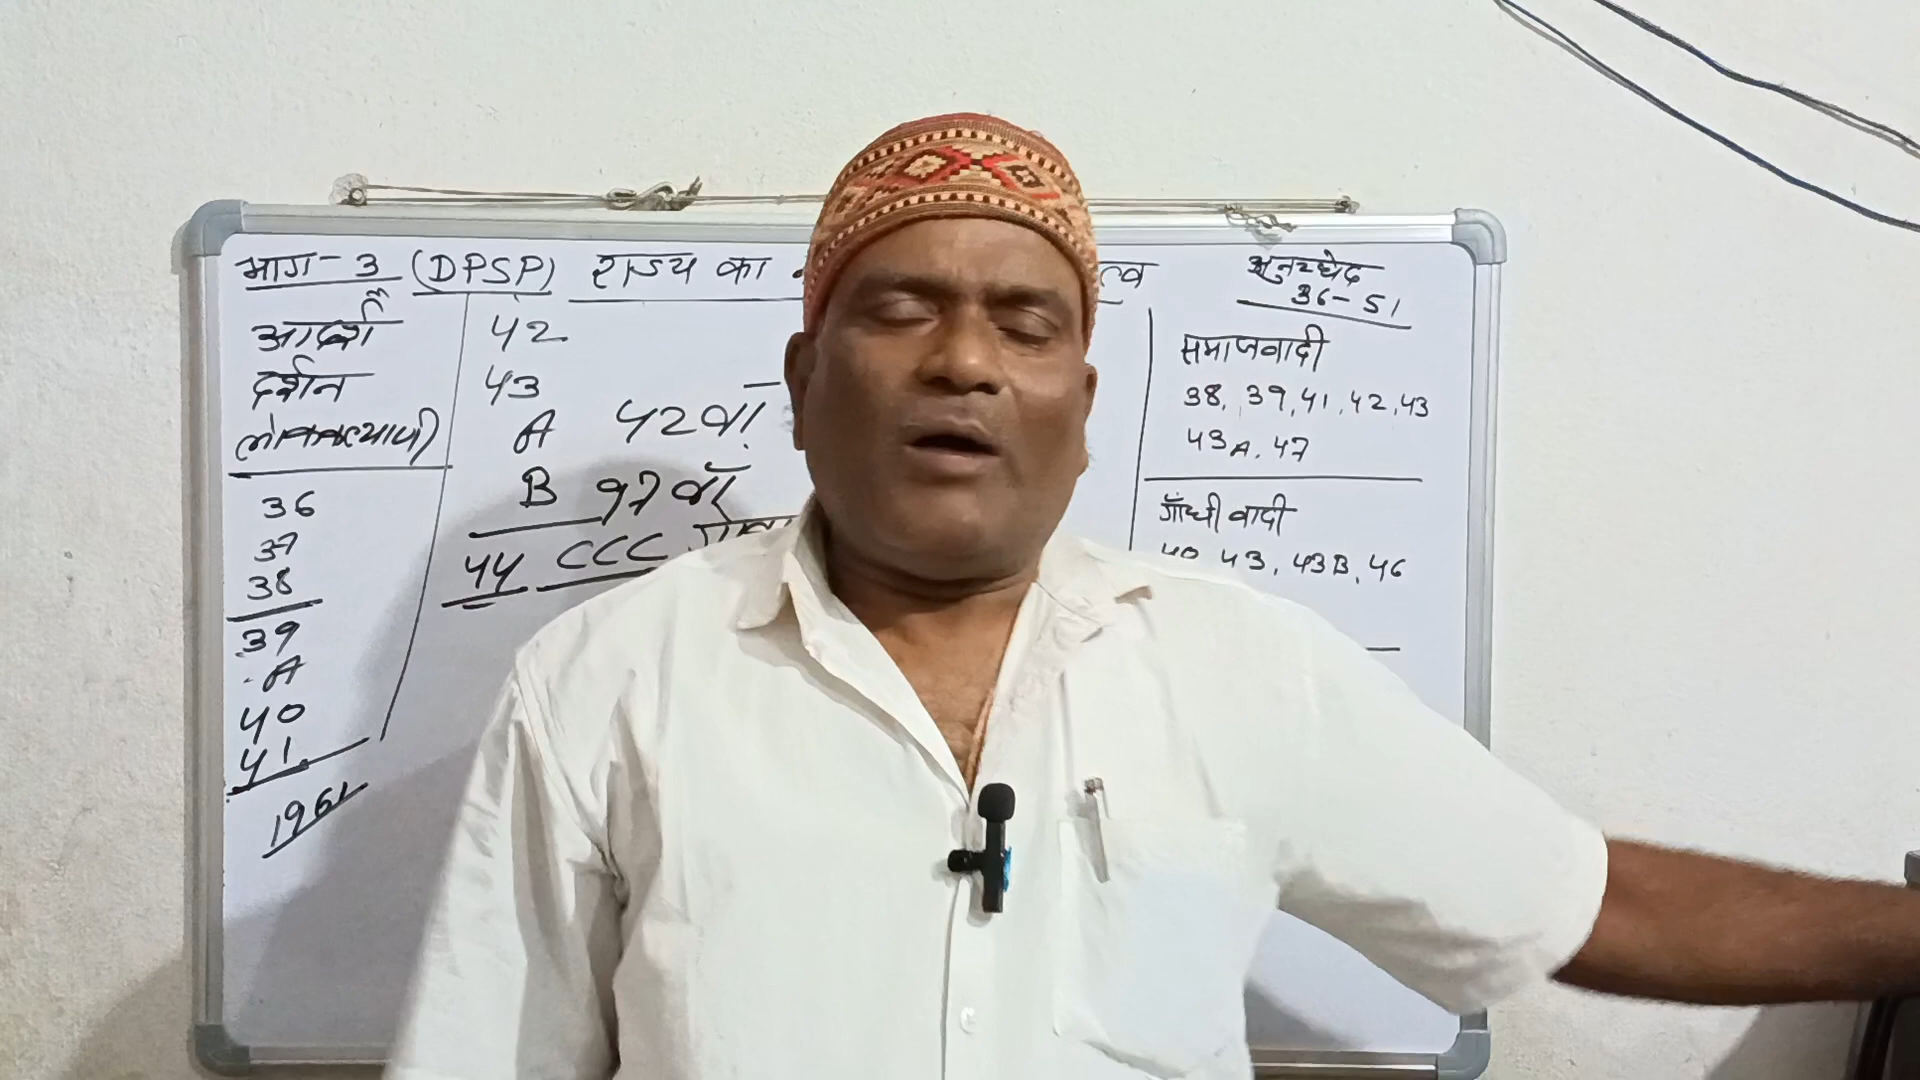 भाग-3 (DPSP) राज्य का त्व
अनुच्छेद
36-51
आदर्श
दर्शन
लोककल्याणी
36
37
38
39
A
40
41
1961
42
43
A 42वाँ
B 97वाँ
44 CCC
समाजवादी
38, 39, 41, 42, 43
43A, 47
गाँधीवादी
40, 43, 43B, 46